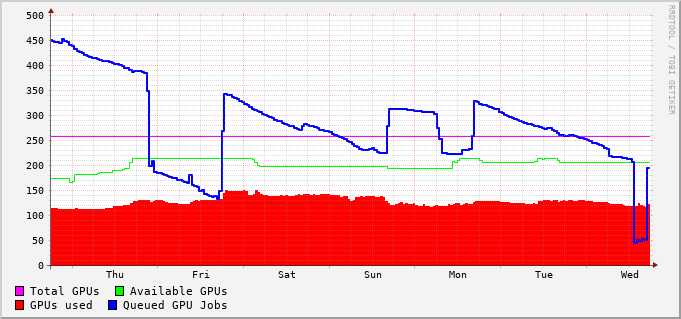 500
450
400
350
300
250
200
150
100
50
0
Thu Fri Sat Sun Mon Tue Wed
Total GPUs Available GPUs
GPUs used Queued GPU Jobs
RRDTOOL / TOBI OETIKER